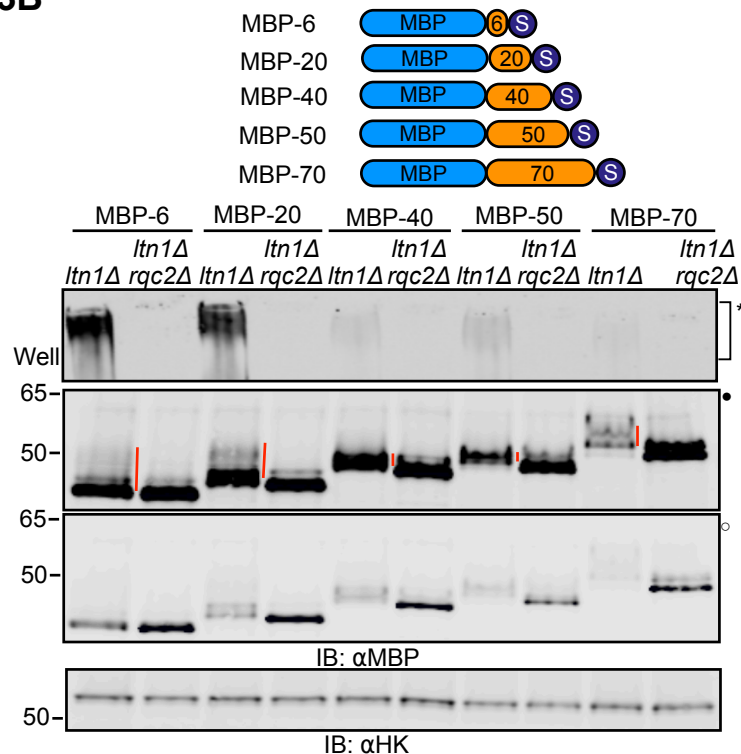 MBP-6 MBP 6 S
MBP-20 MBP 20 S
MBP-40 MBP 40 S
MBP-50 MBP 50 S
MBP-70 MBP 70 S
MBP-6 MBP-20 MBP-40 MBP-50 MBP-70
ltn1Δ ltn1Δ ltn1Δ ltn1Δ ltn1Δ
ltn1Δ rqc2Δ ltn1Δ rqc2Δ ltn1Δ rqc2Δ ltn1Δ rqc2Δ ltn1Δ rqc2Δ
*
Well
65
●
50
65
○
50
IB: αMBP
50
IB: αHK